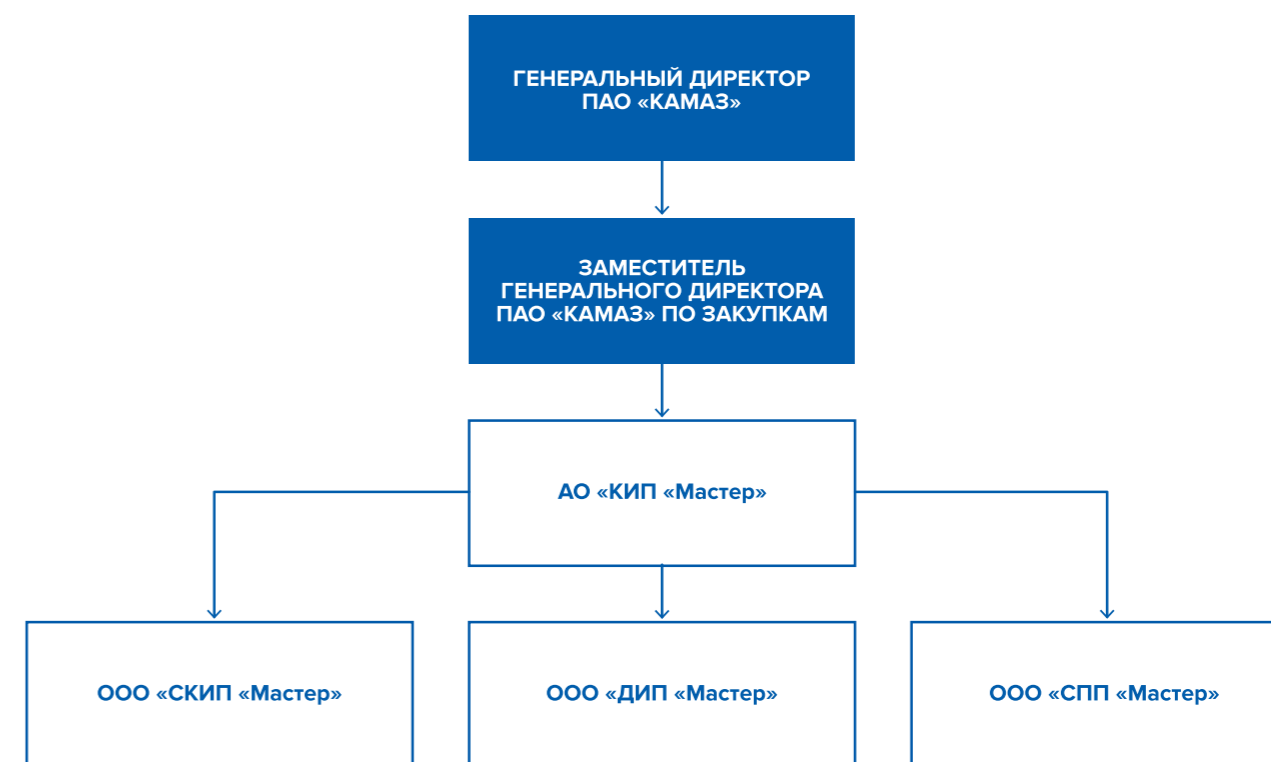 ГЕНЕРАЛЬНЫЙ ДИРЕКТОР
ПАО «КАМАЗ»
ЗАМЕСТИТЕЛЬ
ГЕНЕРАЛЬНОГО ДИРЕКТОРА
ПАО «КАМАЗ» ПО ЗАКУПКАМ
АО «КИП «Мастер»
ООО «СКИП «Мастер»
ООО «ДИП «Мастер»
ООО «СПП «Мастер»